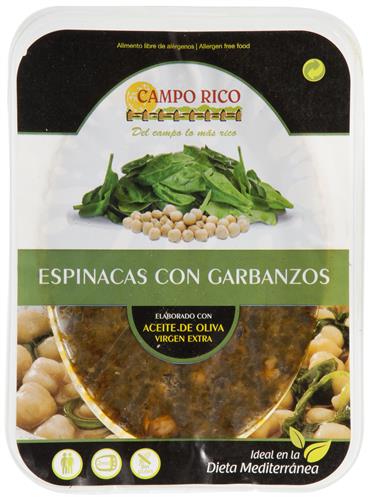 Alimento libre de alérgenos | Allergen free food
CAMPO RICO
Del campo lo más rico
ESPINACAS CON GARBANZOS
ELABORADO CON
ACEITE DE OLIVA
VIRGEN EXTRA
Ideal en la
Dieta Mediterránea